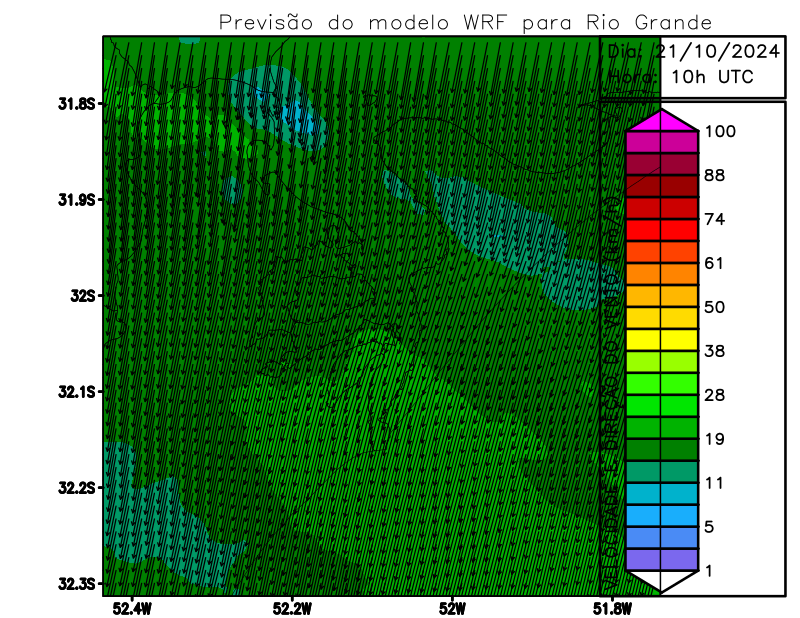 Previsão do modelo WRF para Rio Grande
Dia: 21/10/2024
Hora: 10h UTC
31.8S
31.9S
32S
32.1S
32.2S
32.3S
52.4W
52.2W
52W
51.8W
VELOCIDADE E DIREÇÃO DO VENTO (km/h)
100
88
74
61
50
38
28
19
11
5
1